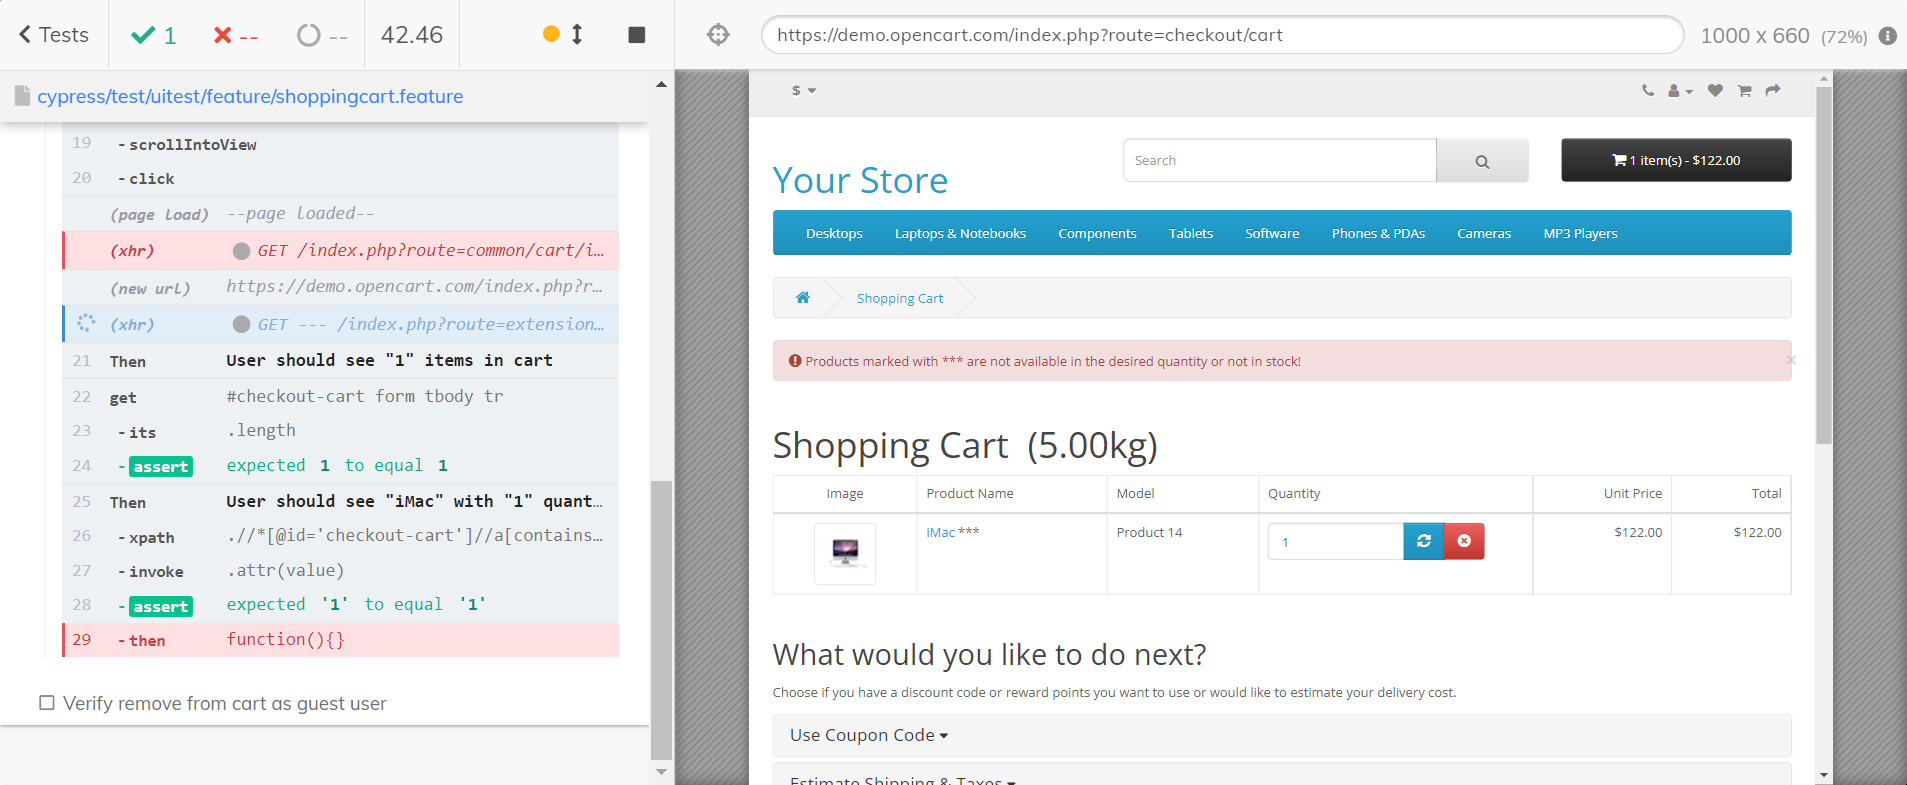 Tests
1
--
--
42.46
https://demo.opencart.com/index.php?route=checkout/cart
1000 x 660 (72%)
cypress/test/uitest/feature/shoppingcart.feature
19 -scrollIntoView
20 -click
(page load) --page loaded--
(xhr) GET /index.php?route=common/cart/i...
(new url) https://demo.opencart.com/index.php?r...
(xhr) GET --- /index.php?route=extension...
21 Then User should see "1" items in cart
22 get #checkout-cart form tbody tr
23 -its .length
24 -assert expected 1 to equal 1
25 Then User should see "iMac" with "1" quant...
26 -xpath .//*[@id='checkout-cart']//a[contains...
27 -invoke .attr(value)
28 -assert expected '1' to equal '1'
29 -then function(){}
Verify remove from cart as guest user
$
Your Store
Search
1 item(s) - $122.00
Desktops Laptops & Notebooks Components Tablets Software Phones & PDAs Cameras MP3 Players
Shopping Cart
Products marked with *** are not available in the desired quantity or not in stock!
×
Shopping Cart (5.00kg)
Image Product Name Model Quantity Unit Price Total
iMac *** Product 14 1 $122.00 $122.00
What would you like to do next?
Choose if you have a discount code or reward points you want to use or would like to estimate your delivery cost.
Use Coupon Code
Estimate Shipping & Taxes